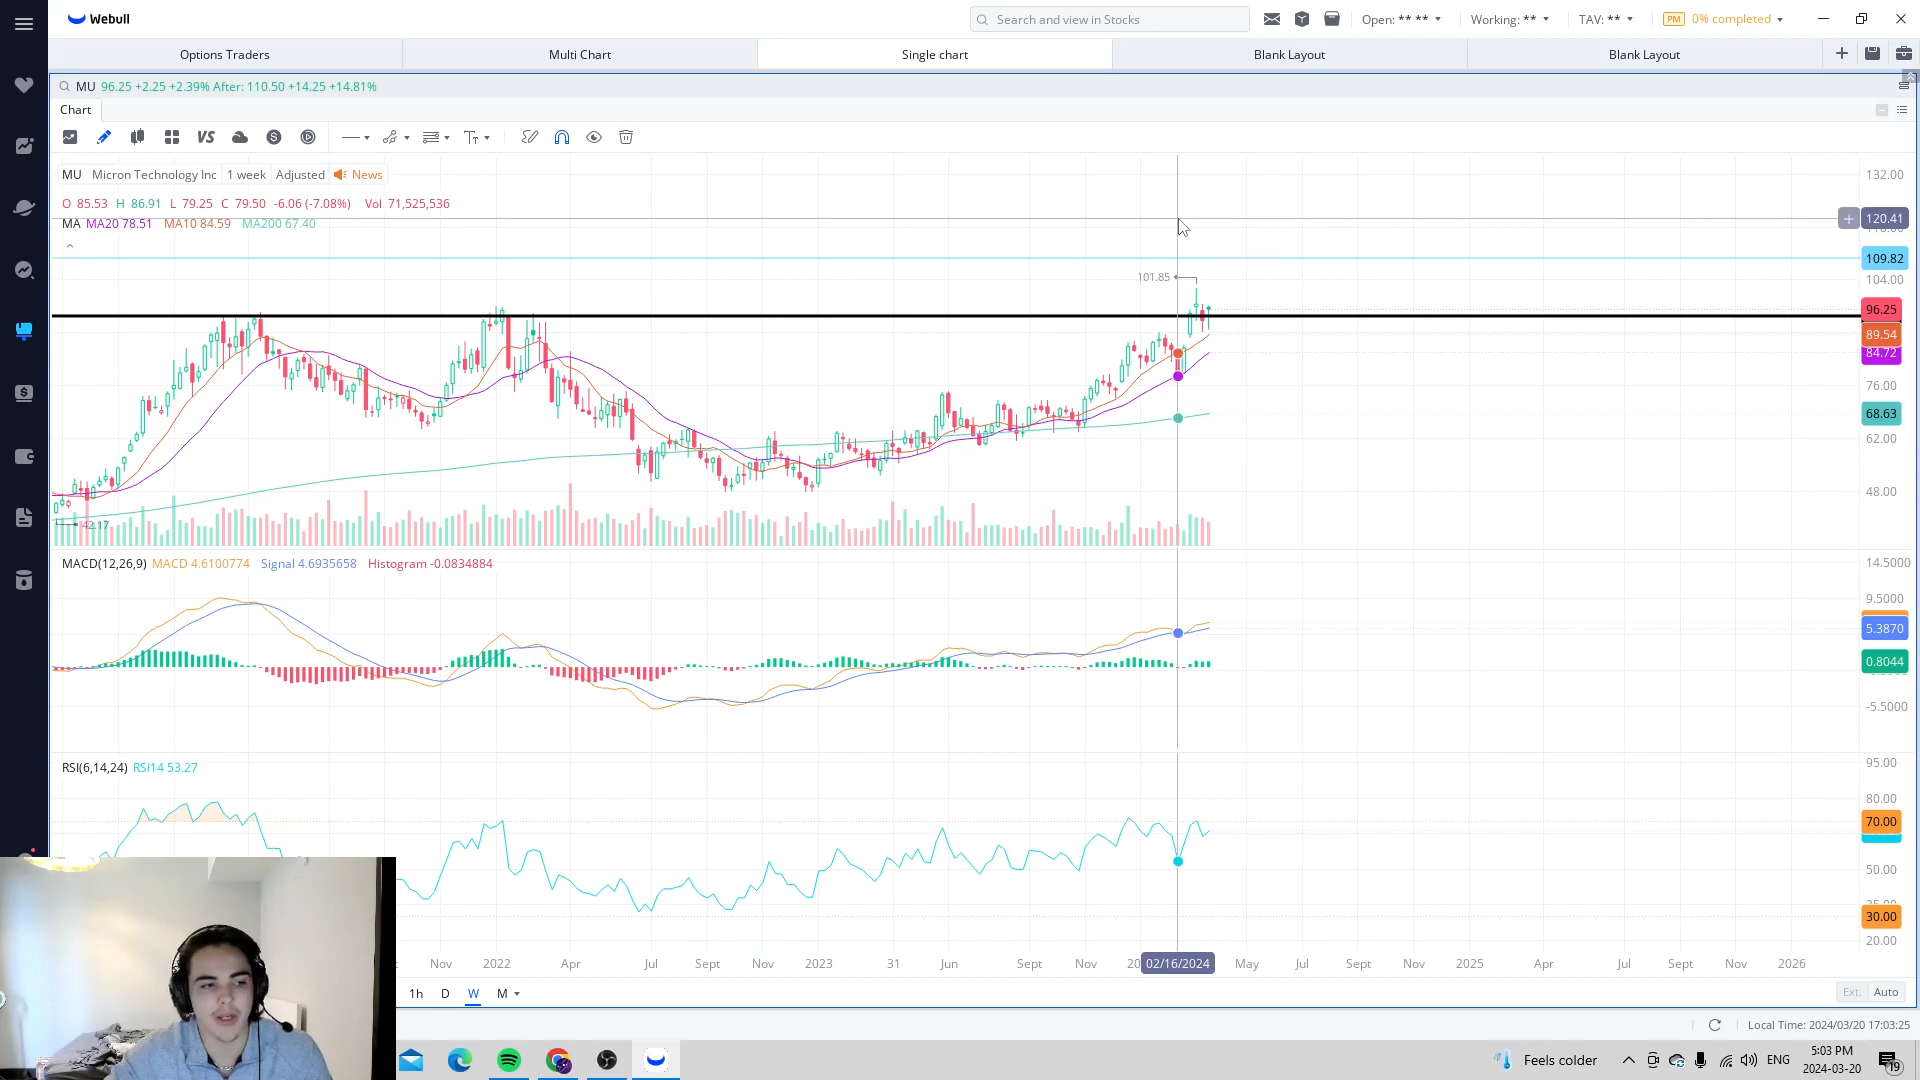 Webull
Search and view in Stocks
Open: ** **
Working: **
TAV: **
PM 0% completed
Options Traders
Multi Chart
Single chart
Blank Layout
Blank Layout
MU 96.25 +2.25 +2.39% After: 110.50 +14.25 +14.81%
Chart
VS
S
MU Micron Technology Inc 1 week Adjusted News
O 85.53 H 86.91 L 79.25 C 79.50 -6.06 (-7.08%) Vol 71,525,536
MA MA20 78.51 MA10 84.59 MA200 67.40
132.00
120.41
109.82
104.00
101.85
96.25
89.54
84.72
76.00
68.63
62.00
48.00
42.17
MACD(12,26,9) MACD 4.6100774 Signal 4.6935658 Histogram -0.0834884
14.5000
9.5000
5.3870
0.8044
-5.5000
RSI(6,14,24) RSI14 53.27
95.00
80.00
70.00
50.00
30.00
20.00
Nov 2022 Apr Jul Sept Nov 2023 31 Jun Sept Nov 20 02/16/2024 May Jul Sept Nov 2025 Apr Jul Sept Nov 2026
1h D W M
Ext. Auto
Local Time: 2024/03/20 17:03:25
Feels colder
ENG
5:03 PM
2024-03-20
19